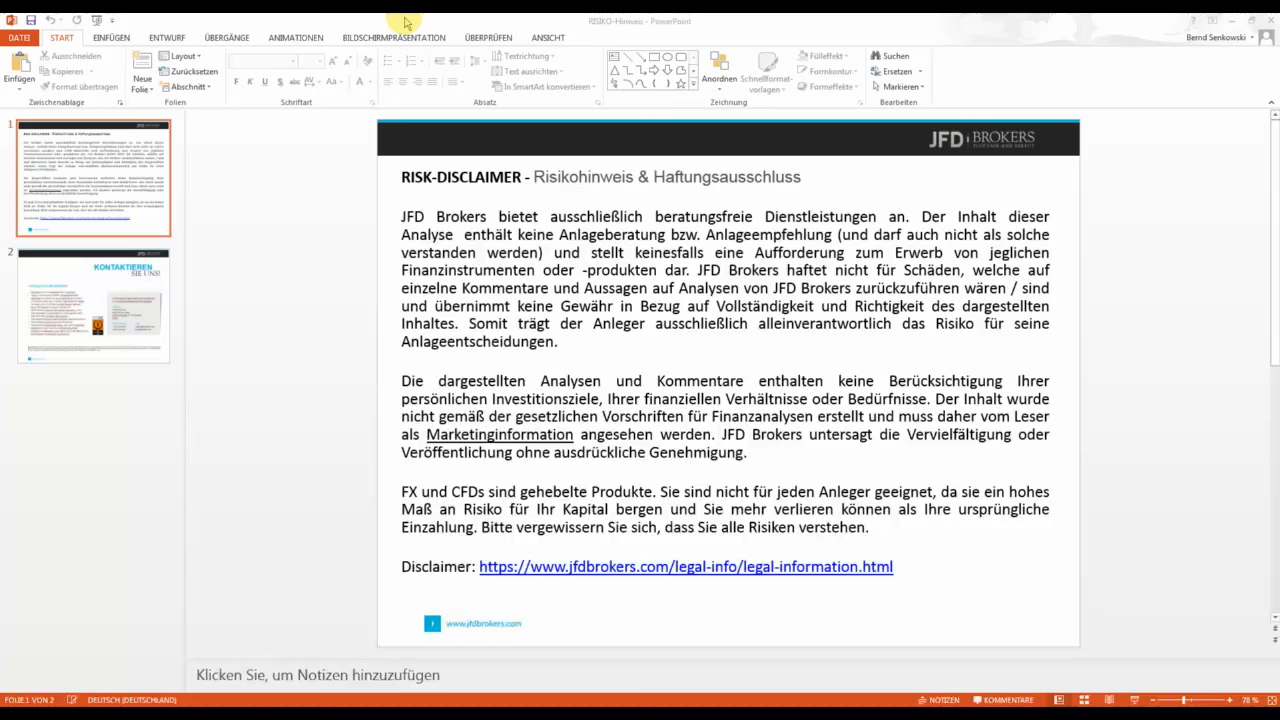 RISIKO-Hinweis - PowerPoint
DATEI START EINFÜGEN ENTWURF ÜBERGÄNGE ANIMATIONEN BILDSCHIRMPRÄSENTATION ÜBERPRÜFEN ANSICHT Bernd Senkowski
Einfügen
Ausschneiden
Kopieren
Format übertragen
Zwischenablage
Neue
Folie
Layout
Zurücksetzen
Abschnitt
Folien
F K U S abc AV Aa A
Schriftart
Textrichtung
Text ausrichten
In SmartArt konvertieren
Absatz
Anordnen
Schnellformat-
vorlagen
Fülleffekt
Formkontur
Formeffekte
Zeichnung
Suchen
Ersetzen
Markieren
Bearbeiten
1
2
KONTAKTIEREN
SIE UNS!
JFD BROKERS
JUST FAIR AND DIRECT
RISK-DISCLAIMER - Risikohinweis & Haftungsausschluss
JFD Brokers bietet ausschließlich beratungsfreie Dienstleistungen an. Der Inhalt dieser
Analyse enthält keine Anlageberatung bzw. Anlageempfehlung (und darf auch nicht als solche
verstanden werden) und stellt keinesfalls eine Aufforderung zum Erwerb von jeglichen
Finanzinstrumenten oder -produkten dar. JFD Brokers haftet nicht für Schäden, welche auf
einzelne Kommentare und Aussagen auf Analysen von JFD Brokers zurückzuführen wären / sind
und übernimmt keine Gewähr in Bezug auf Vollständigkeit und Richtigkeit des dargestellten
Inhaltes. Somit trägt der Anleger ausschließlich alleinverantwortlich das Risiko für seine
Anlageentscheidungen.
Die dargestellten Analysen und Kommentare enthalten keine Berücksichtigung Ihrer
persönlichen Investitionsziele, Ihrer finanziellen Verhältnisse oder Bedürfnisse. Der Inhalt wurde
nicht gemäß der gesetzlichen Vorschriften für Finanzanalysen erstellt und muss daher vom Leser
als Marketinginformation angesehen werden. JFD Brokers untersagt die Vervielfältigung oder
Veröffentlichung ohne ausdrückliche Genehmigung.
FX und CFDs sind gehebelte Produkte. Sie sind nicht für jeden Anleger geeignet, da sie ein hohes
Maß an Risiko für Ihr Kapital bergen und Sie mehr verlieren können als Ihre ursprüngliche
Einzahlung. Bitte vergewissern Sie sich, dass Sie alle Risiken verstehen.
Disclaimer: https://www.jfdbrokers.com/legal-info/legal-information.html
www.jfdbrokers.com
Klicken Sie, um Notizen hinzuzufügen
FOLIE 1 VON 2 DEUTSCH (DEUTSCHLAND) NOTIZEN KOMMENTARE 78 %